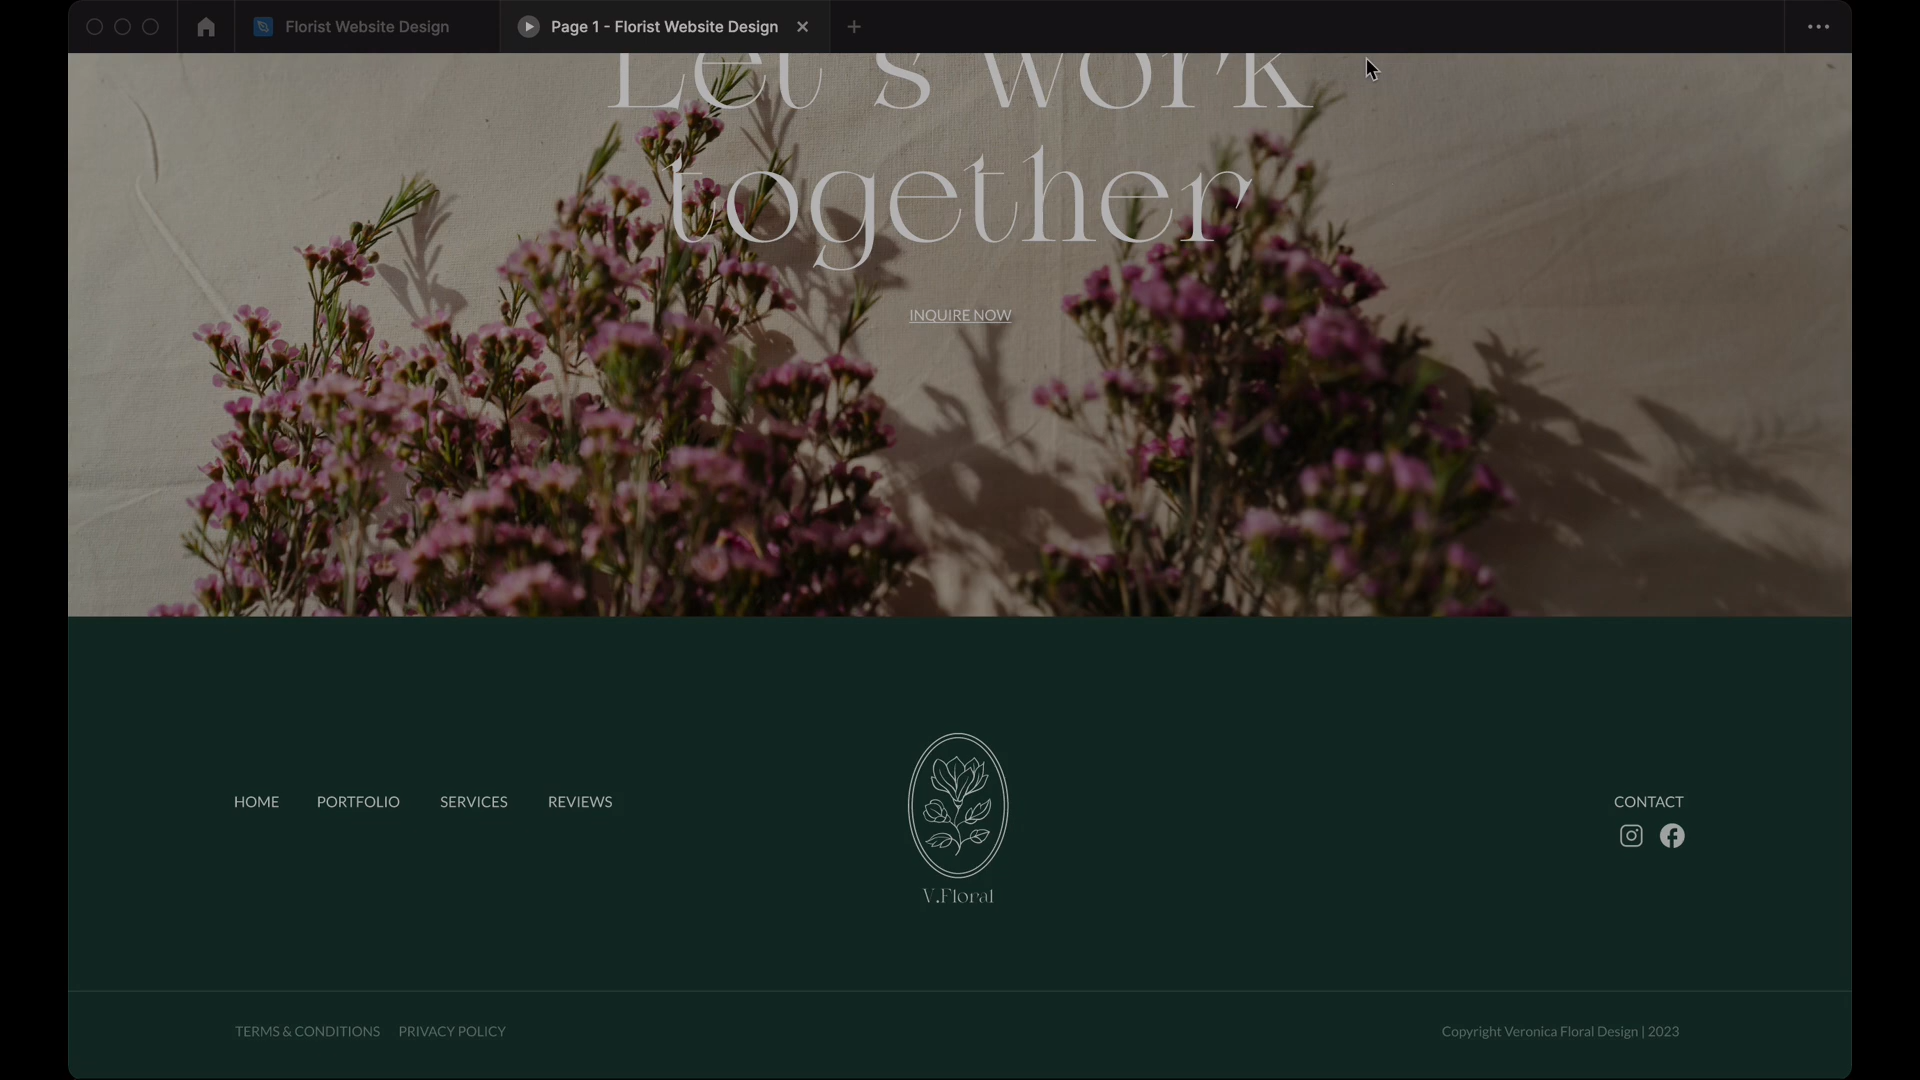 Florist Website Design
Page 1 - Florist Website Design
Let's work
together
INQUIRE NOW
HOME PORTFOLIO SERVICES REVIEWS
CONTACT
V.Floral
TERMS & CONDITIONS PRIVACY POLICY
Copyright Veronica Floral Design | 2023